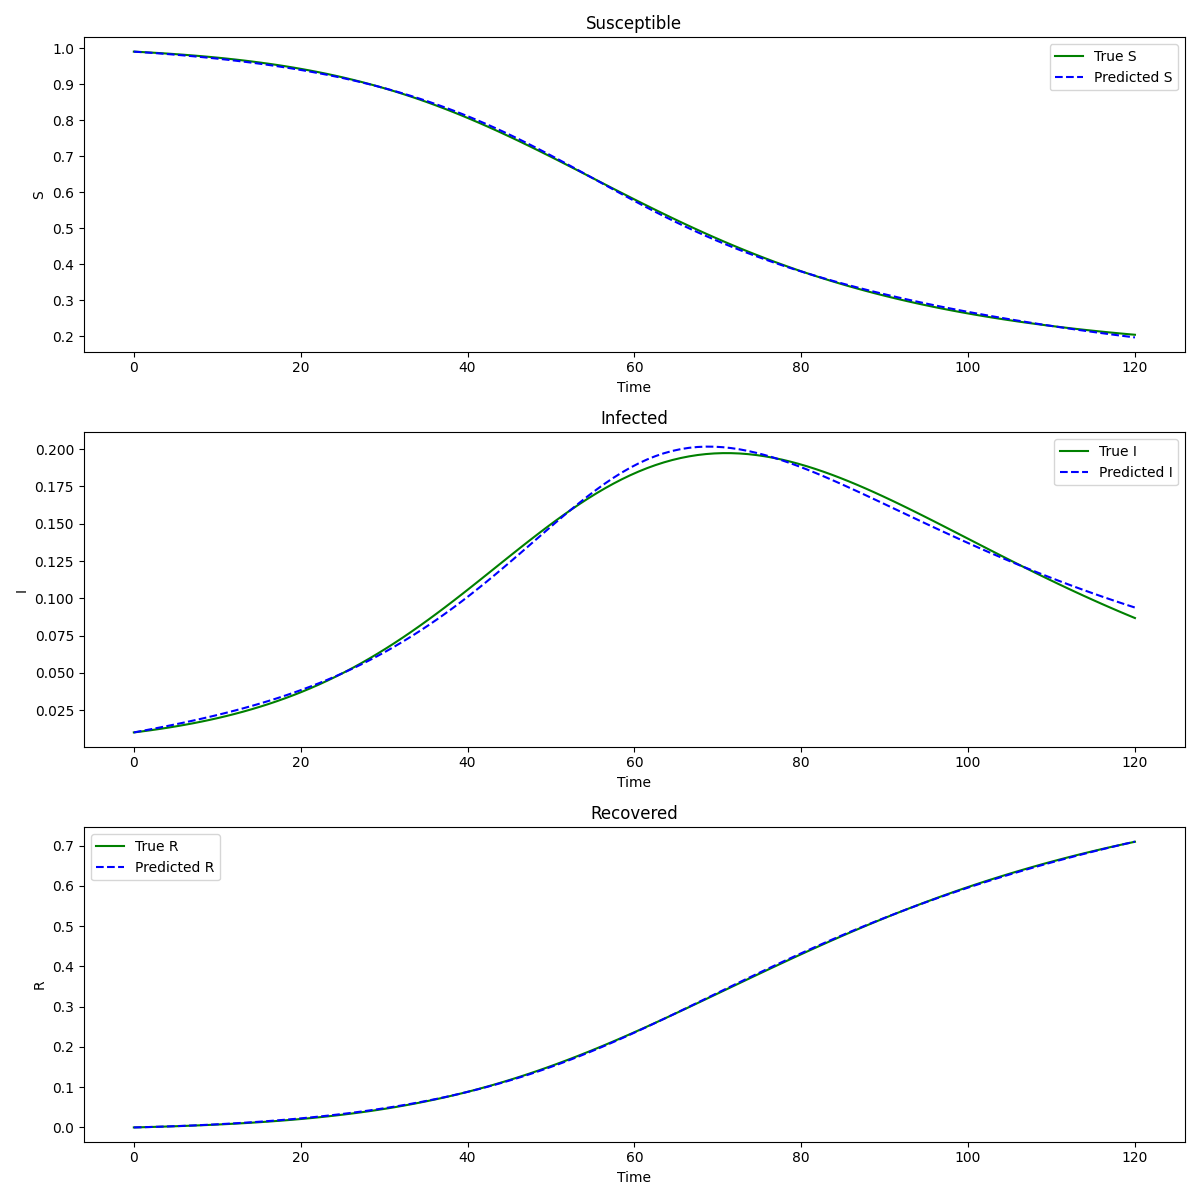 Susceptible
1.0
0.9
0.8
0.7
0.6
0.5
0.4
0.3
0.2
S
True S
Predicted S
0 20 40 60 80 100 120
Time
Infected
0.200
0.175
0.150
0.125
0.100
0.075
0.050
0.025
I
True I
Predicted I
0 20 40 60 80 100 120
Time
Recovered
True R
Predicted R
0.7
0.6
0.5
0.4
0.3
0.2
0.1
0.0
R
0 20 40 60 80 100 120
Time